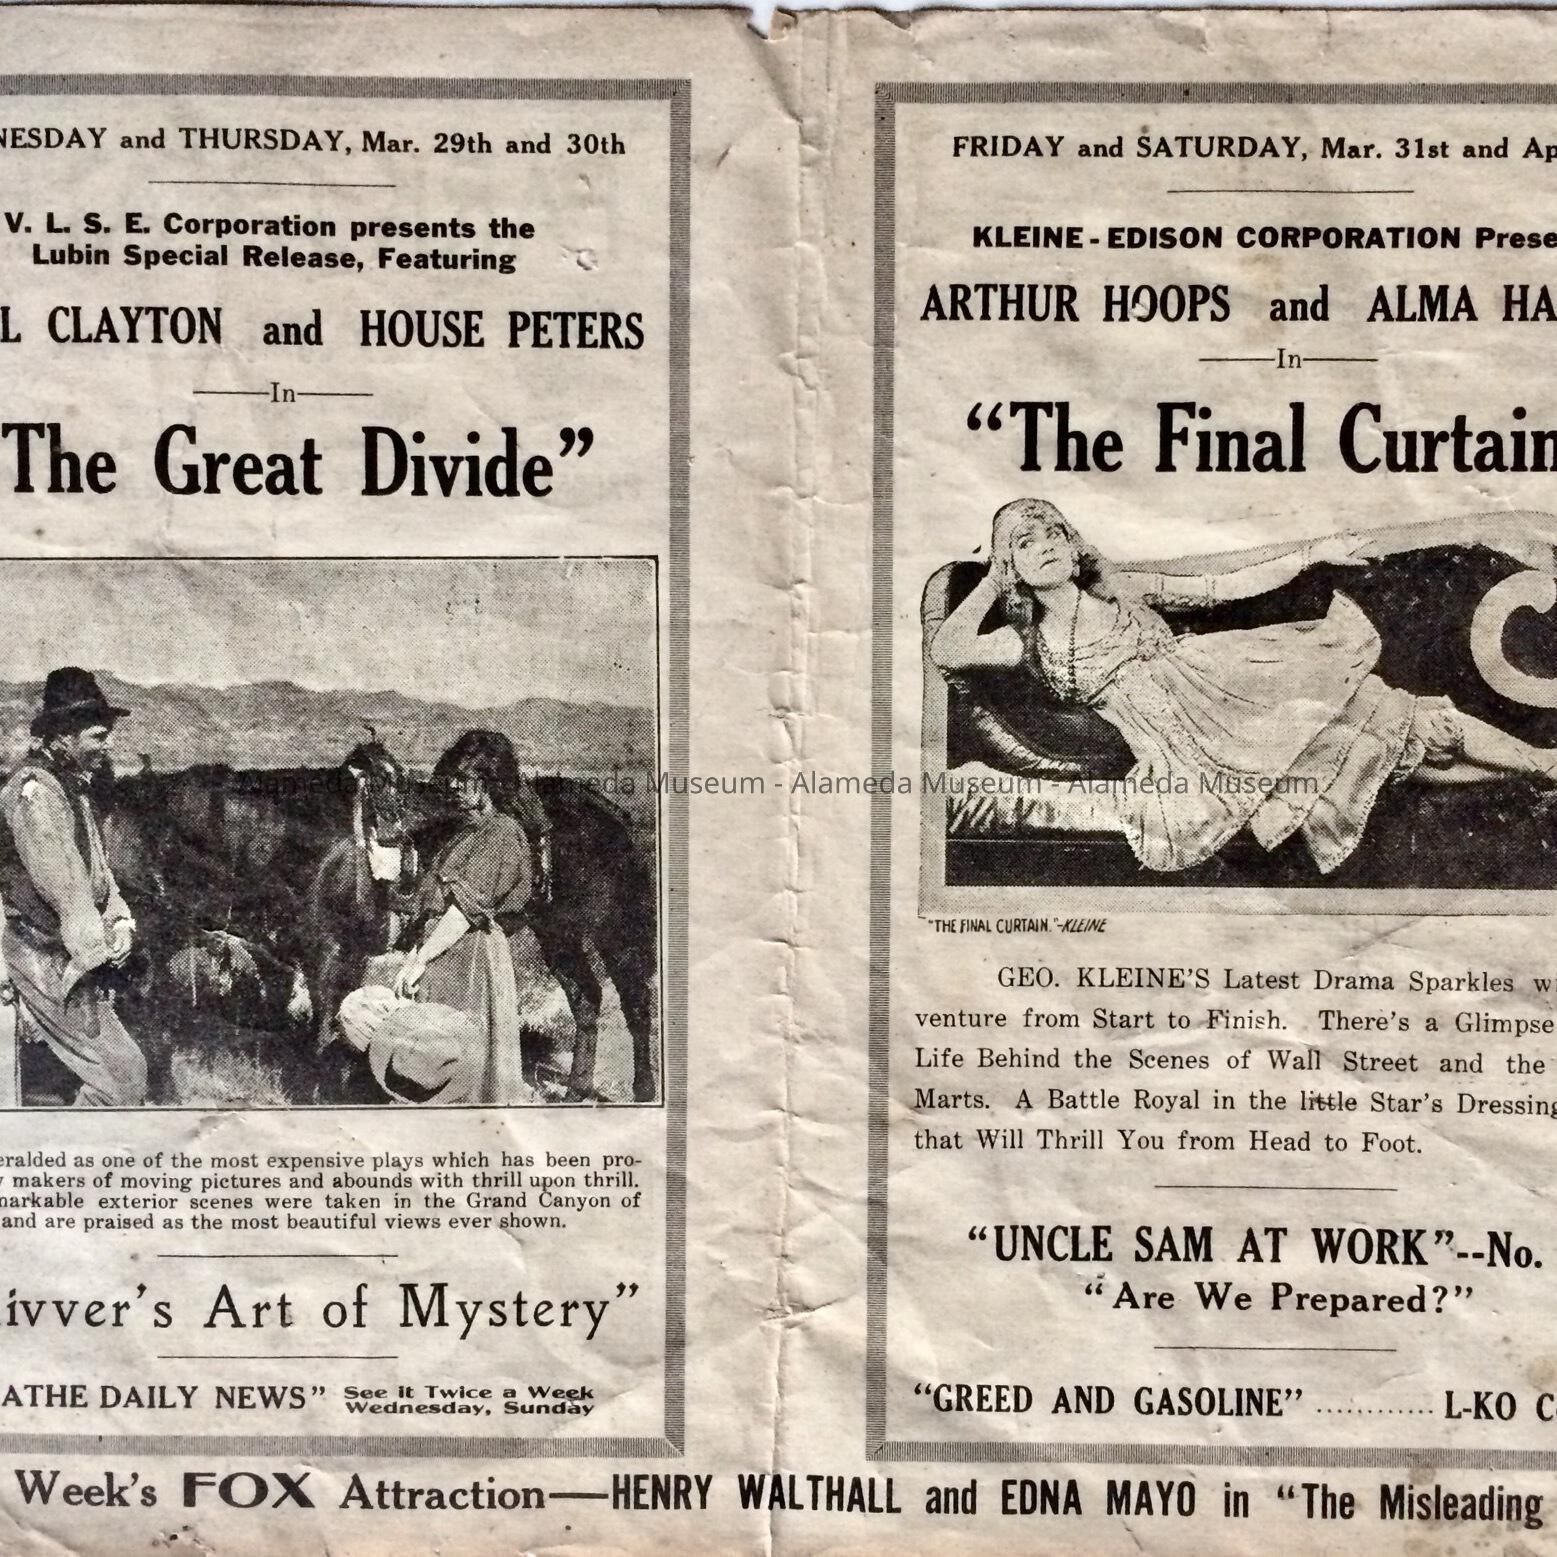 NESDAY and THURSDAY, Mar. 29th and 30th
V. L. S. E. Corporation presents the
Lubin Special Release, Featuring
L CLAYTON and HOUSE PETERS
In
The Great Divide”
eralded as one of the most expensive plays which has been pro-
makers of moving pictures and abounds with thrill upon thrill.
markable exterior scenes were taken in the Grand Canyon of
and are praised as the most beautiful views ever shown.
ivver's Art of Mystery”
ATHE DAILY NEWS” See it Twice a Week
Wednesday, Sunday
FRIDAY and SATURDAY, Mar. 31st and Ap
KLEINE-EDISON CORPORATION Prese
ARTHUR HOOPS and ALMA HA
In
“The Final Curtain
C
“THE FINAL CURTAIN.”-KLEINE
GEO. KLEINE'S Latest Drama Sparkles w
venture from Start to Finish. There's a Glimpse
Life Behind the Scenes of Wall Street and the
Marts. A Battle Royal in the little Star's Dressing
that Will Thrill You from Head to Foot.
“UNCLE SAM AT WORK”--No.
“Are We Prepared?”
“GREED AND GASOLINE” ............ L-KO C
Week's FOX Attraction—HENRY WALTHALL and EDNA MAYO in “The Misleading
Alameda Museum - Alameda Museum - Alameda Museum - Alameda Museum